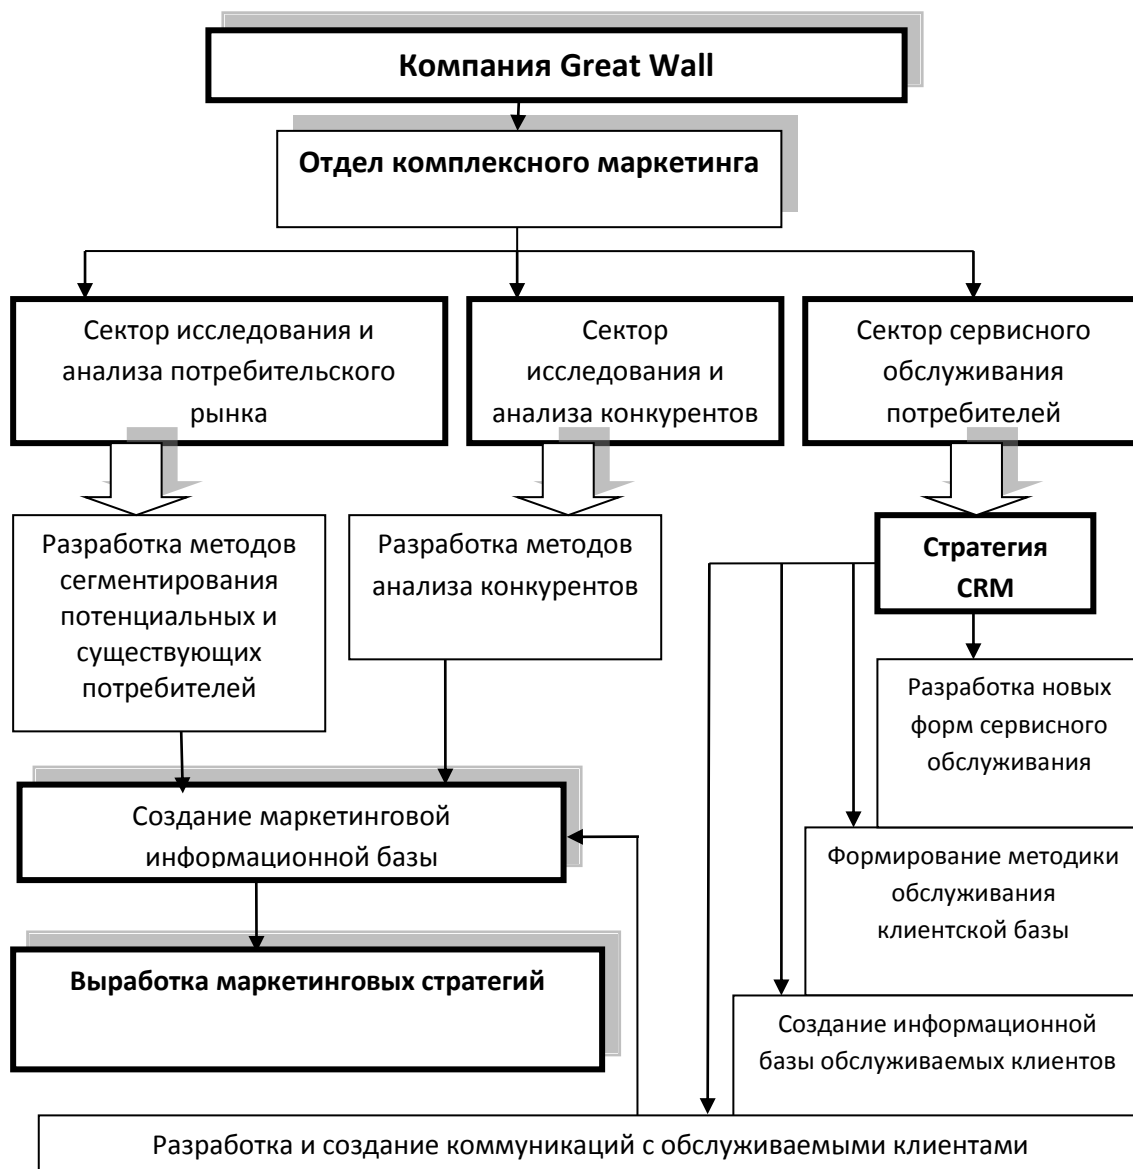 Компания Great Wall
Отдел комплексного маркетинга
Сектор исследования и
анализа потребительского
рынка
Сектор
исследования и
анализа конкурентов
Сектор сервисного
обслуживания
потребителей
Разработка методов
сегментирования
потенциальных и
существующих
потребителей
Разработка методов
анализа конкурентов
Стратегия
CRM
Разработка новых
форм сервисного
обслуживания
Создание маркетинговой
информационной базы
Формирование методики
обслуживания
клиентской базы
Выработка маркетинговых стратегий
Создание информационной
базы обслуживаемых клиентов
Разработка и создание коммуникаций с обслуживаемыми клиентами